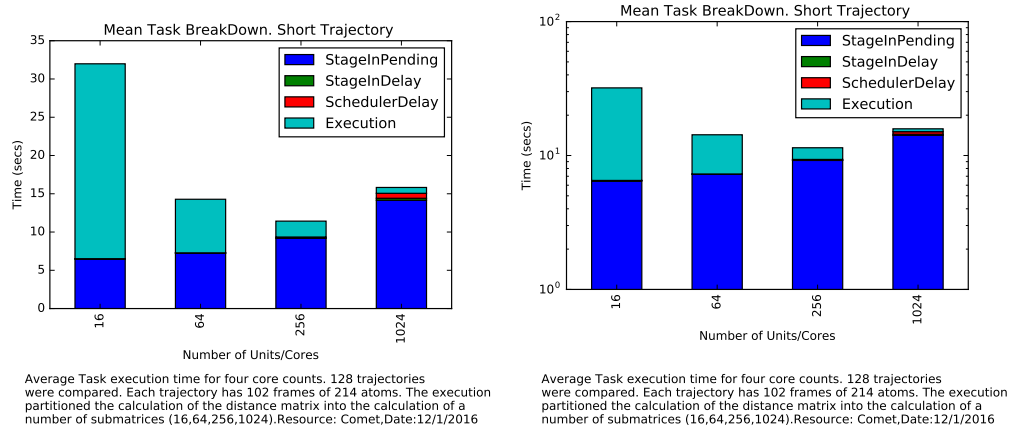 Mean Task BreakDown. Short Trajectory
35
30
25
20
15
10
5
0
Time (secs)
StageInPending
StageInDelay
SchedulerDelay
Execution
16
64
256
1024
Number of Units/Cores
Average Task execution time for four core counts. 128 trajectories
were compared. Each trajectory has 102 frames of 214 atoms. The execution
partitioned the calculation of the distance matrix into the calculation of a
number of submatrices (16,64,256,1024).Resource: Comet,Date:12/1/2016
Mean Task BreakDown. Short Trajectory
10²
10¹
10⁰
Time (secs)
StageInPending
StageInDelay
SchedulerDelay
Execution
16
64
256
1024
Number of Units/Cores
Average Task execution time for four core counts. 128 trajectories
were compared. Each trajectory has 102 frames of 214 atoms. The execution
partitioned the calculation of the distance matrix into the calculation of a
number of submatrices (16,64,256,1024).Resource: Comet,Date:12/1/2016